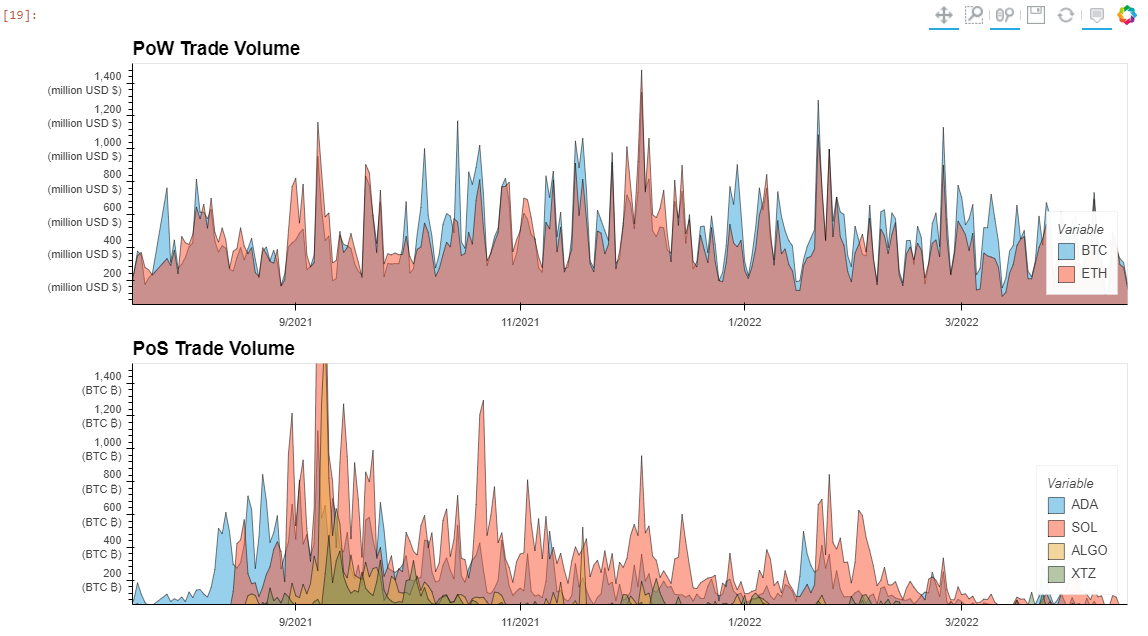 [19]:
PoW Trade Volume
1,400
(million USD $)
1,200
(million USD $)
1,000
(million USD $)
800
(million USD $)
600
(million USD $)
400
(million USD $)
200
(million USD $)
Variable
BTC
ETH
9/2021 11/2021 1/2022 3/2022
PoS Trade Volume
1,400
(BTC ₿)
1,200
(BTC ₿)
1,000
(BTC ₿)
800
(BTC ₿)
600
(BTC ₿)
400
(BTC ₿)
200
(BTC ₿)
Variable
ADA
SOL
ALGO
XTZ
9/2021 11/2021 1/2022 3/2022